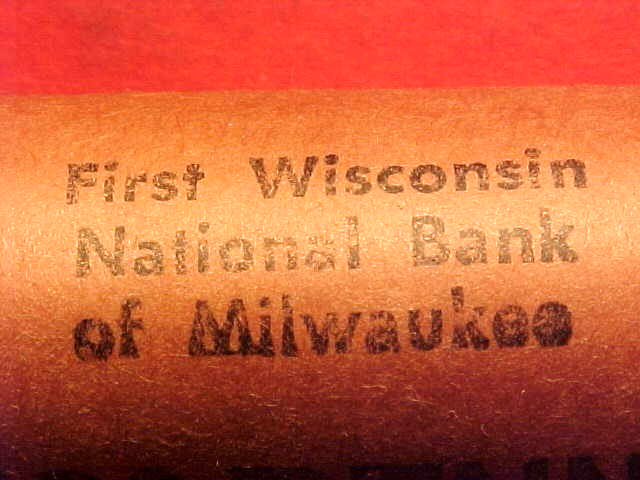 First Wisconsin
National Bank
of Milwaukee